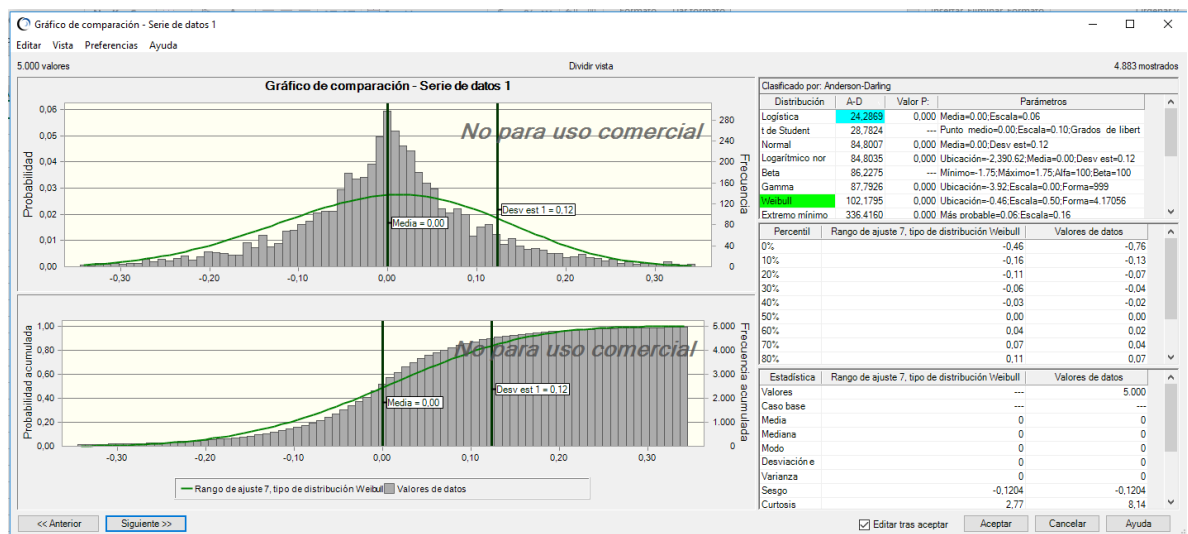 Gráfico de comparación - Serie de datos 1
Editar Vista Preferencias Ayuda
5.000 valores Dividir vista 4.883 mostrados
Gráfico de comparación - Serie de datos 1
No para uso comercial
Probabilidad
0,06
0,05
0,04
0,03
0,02
0,01
0,00
Frecuencia
280
240
200
160
120
80
40
0
Media = 0,00
Desv est 1 = 0,12
-0,30 -0,20 -0,10 0,00 0,10 0,20 0,30
No para uso comercial
Probabilidad acumulada
1,00
0,80
0,60
0,40
0,20
0,00
Frecuencia acumulada
5.000
4.000
3.000
2.000
1.000
0
Media = 0,00
Desv est 1 = 0,12
-0,30 -0,20 -0,10 0,00 0,10 0,20 0,30
Rango de ajuste 7, tipo de distribución Weibull Valores de datos
Clasificado por: Anderson-Darling
Distribución A-D Valor P: Parámetros
Logística 24,2869 0,000 Media=0.00;Escala=0.06
t de Student 28,7824 --- Punto medio=0.00;Escala=0.10;Grados de libert
Normal 84,8007 0,000 Media=0.00;Desv est=0.12
Logarítmico nor 84,8035 0,000 Ubicación=-2,390.62;Media=0.00;Desv est=0.12
Beta 86,2275 --- Mínimo=-1.75;Máximo=1.75;Alfa=100;Beta=100
Gamma 87,7926 0,000 Ubicación=-3.92;Escala=0.00;Forma=999
Weibull 102,1795 0,000 Ubicación=-0.46;Escala=0.50;Forma=4.17056
Extremo mínimo 336,4160 0,000 Más probable=0.06;Escala=0.16
Percentil Rango de ajuste 7, tipo de distribución Weibull Valores de datos
0% -0,46 -0,76
10% -0,16 -0,13
20% -0,11 -0,07
30% -0,06 -0,04
40% -0,03 -0,02
50% 0,00 0,00
60% 0,04 0,02
70% 0,07 0,04
80% 0,11 0,07
Estadística Rango de ajuste 7, tipo de distribución Weibull Valores de datos
Valores --- 5.000
Caso base --- ---
Media 0 0
Mediana 0 0
Modo 0 0
Desviación e 0 0
Varianza 0 0
Sesgo -0,1204 -0,1204
Curtosis 2,77 8,14
<< Anterior Siguiente >> Editar tras aceptar Aceptar Cancelar Ayuda